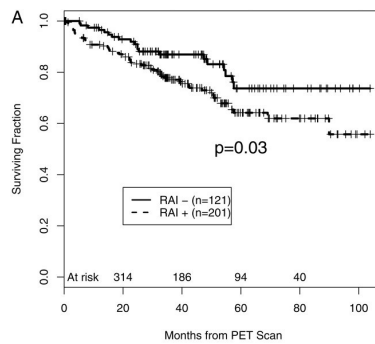 A
1.0
0.8
0.6
0.4
0.2
0.0
Surviving Fraction
p=0.03
RAI − (n=121)
RAI + (n=201)
At risk 314 186 94 40
0 20 40 60 80 100
Months from PET Scan